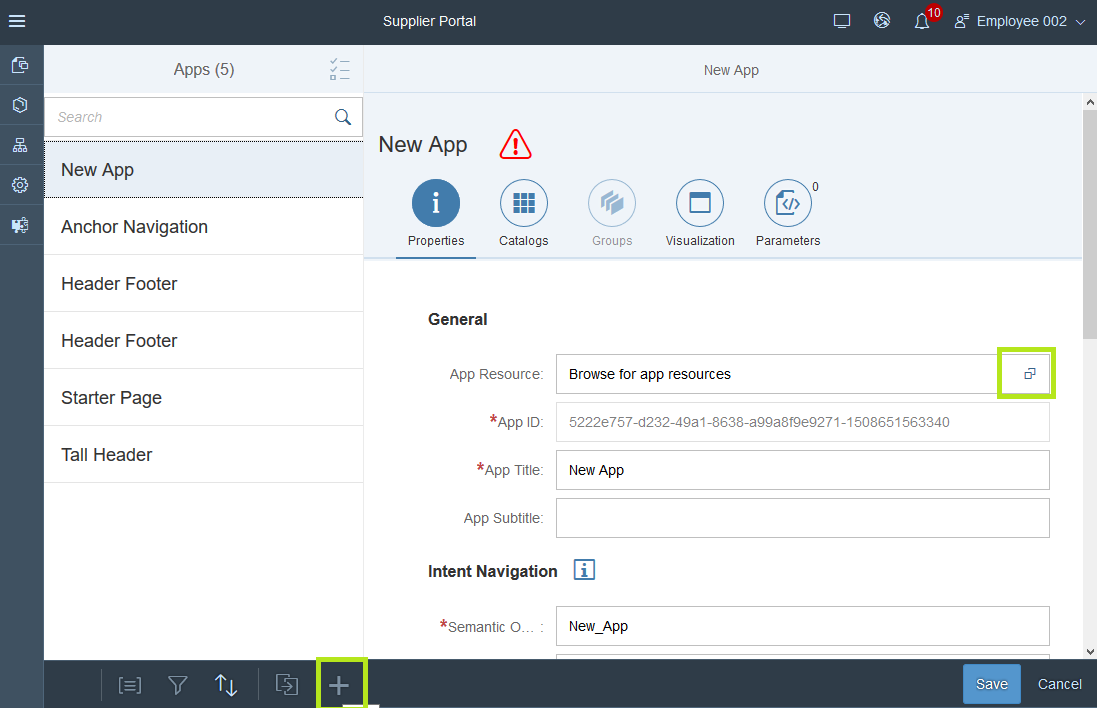 Supplier Portal
10
Employee 002
Apps (5)
New App
Search
New App
Anchor Navigation
Header Footer
Header Footer
Starter Page
Tall Header
New App
Properties
Catalogs
Groups
Visualization
0
Parameters
General
App Resource: Browse for app resources
*App ID: 5222e757-d232-49a1-8638-a99a8f9e9271-1508651563340
*App Title: New App
App Subtitle:
Intent Navigation
*Semantic O... : New_App
Save
Cancel